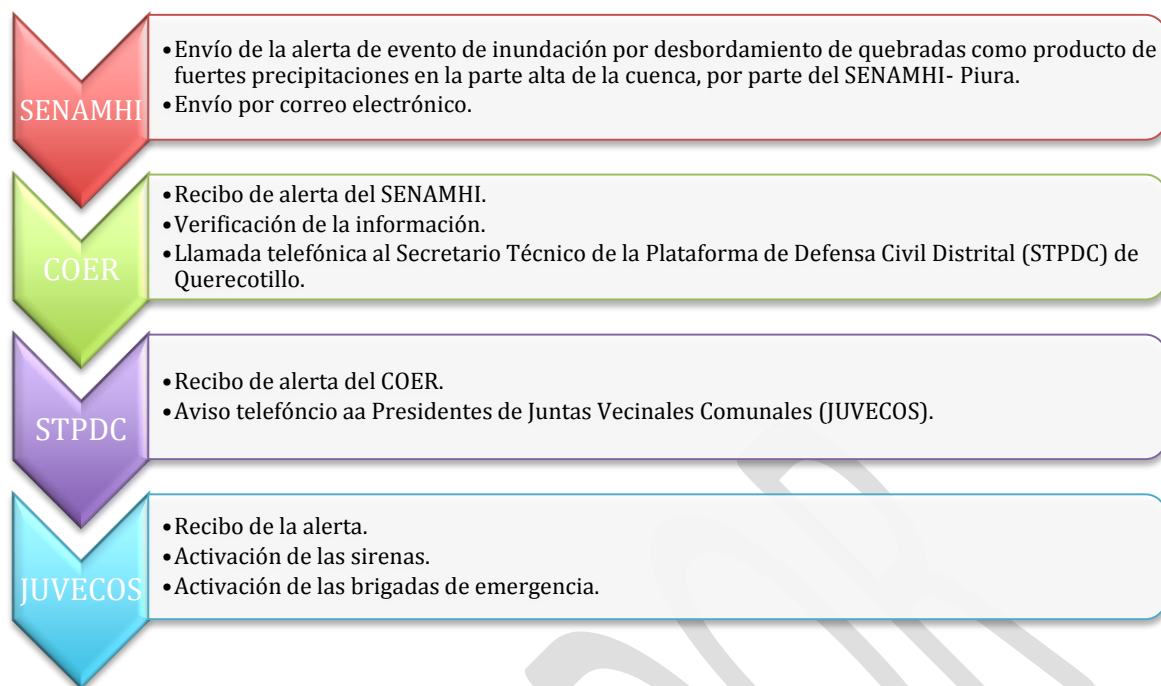 SENAMHI
•Envío de la alerta de evento de inundación por desbordamiento de quebradas como producto de
fuertes precipitaciones en la parte alta de la cuenca, por parte del SENAMHI- Piura.
•Envío por correo electrónico.
COER
•Recibo de alerta del SENAMHI.
•Verificación de la información.
•Llamada telefónica al Secretario Técnico de la Plataforma de Defensa Civil Distrital (STPDC) de
Querecotillo.
STPDC
•Recibo de alerta del COER.
•Aviso telefóncio aa Presidentes de Juntas Vecinales Comunales (JUVECOS).
JUVECOS
•Recibo de la alerta.
•Activación de las sirenas.
•Activación de las brigadas de emergencia.